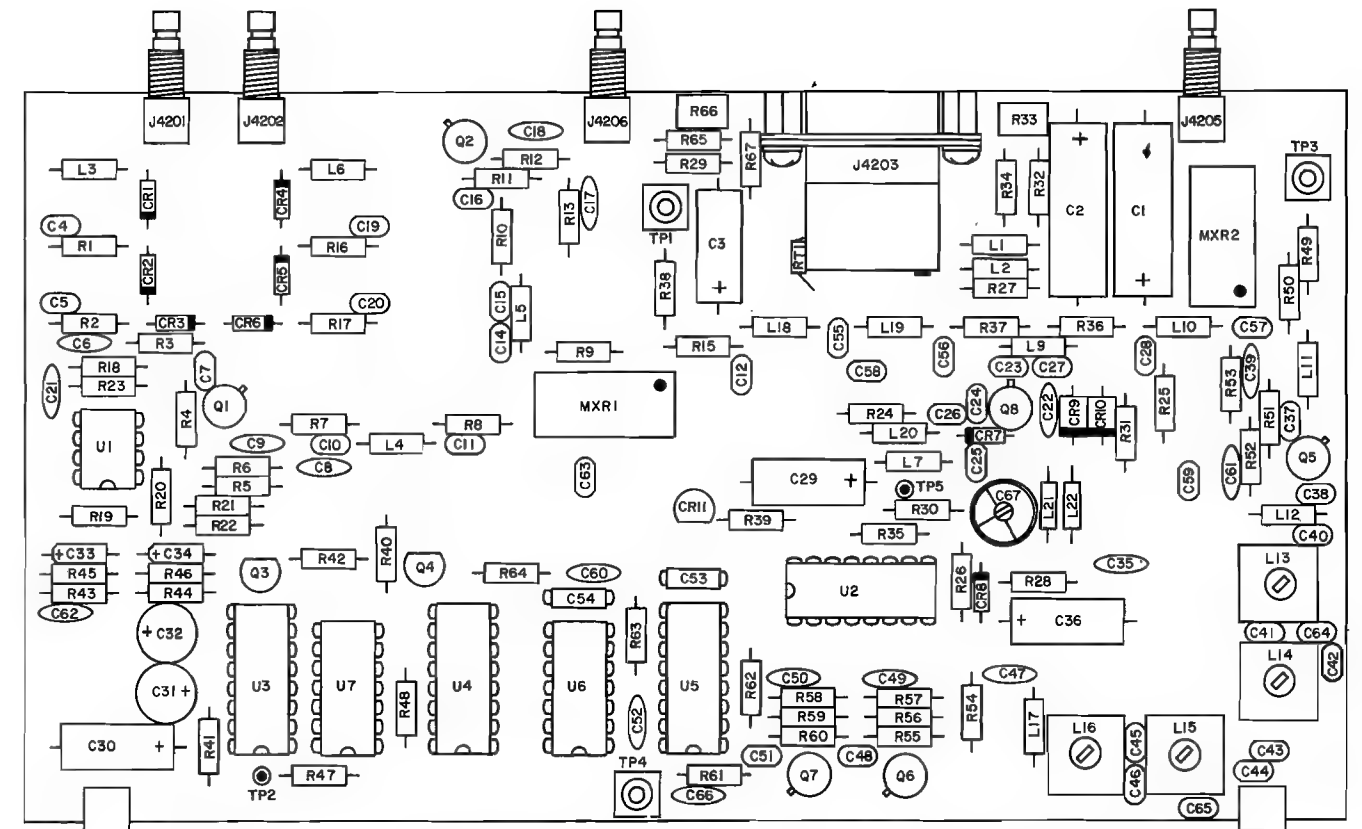 J4201 J4202 J4206 J4205
R66 R33
Q2 C18 R65 R67 J4203 TP3
L3 L6 R12 R29
CR1 CR4 R11 C16 R13 C17 TP1 R34 R32 C2 C1 MXR2
C4 C19 R10 C3 RT1 L1 R49
R1 R16
CR2 CR5 R38 L2 R50
C5 C20 C15 L5 R27
R2 CR3 CR6 R17 C14 L18 C55 L19 R37 R36 L10 C57
C6 R3 R9 R15 C56 L9 C28
R18 C7 C12 C58 C23 C27 R53 C39 L11
C21 R23 R4 Q1 MXR1 R24 C26 C24 Q8 C22 CR9 CR10 R31 R25 R51 C37
U1 R7 R8 L20 CR7
C9 C10 L4 C11 R52 Q5
R6 C8 C63 L7 C25 C61
R20 R5 C29 + TP5 C67 L21 L22 C59 C38
R19 R21 CR11 R39 R30 L12
R22 R35 C40
+C33 +C34 R42 R40 Q4 R64 C60 C53 U2 R26 CR8 R28 C35 L13
R45 R46 Q3
R43 R44 C54
C62 +C32 R63 + C36 C41 C64
C31+ U3 U7 U4 U6 U5 R62 C50 C49 C47 L14 C42
R48 R58 R57 R54
R59 R56
C30 + R41 C52 R60 R55 L17 L16 C45 L15
C51 C48 C43
TP2 R47 TP4 R61 Q7 Q6 C46 C44
C66 C65